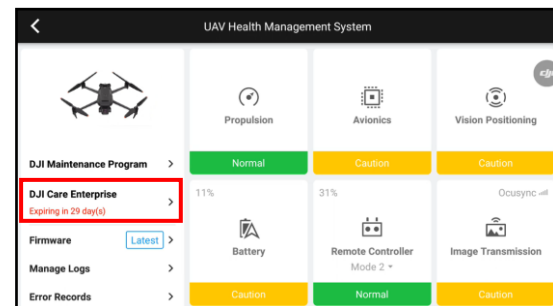 UAV Health Management System
DJI Maintenance Program
DJI Care Enterprise
Expiring in 29 day(s)
Firmware Latest
Manage Logs
Error Records
Propulsion
Normal
Avionics
Caution
dji
Vision Positioning
Caution
11%
Battery
Caution
31%
Remote Controller
Mode 2
Normal
Ocusync
Image Transmission
Caution